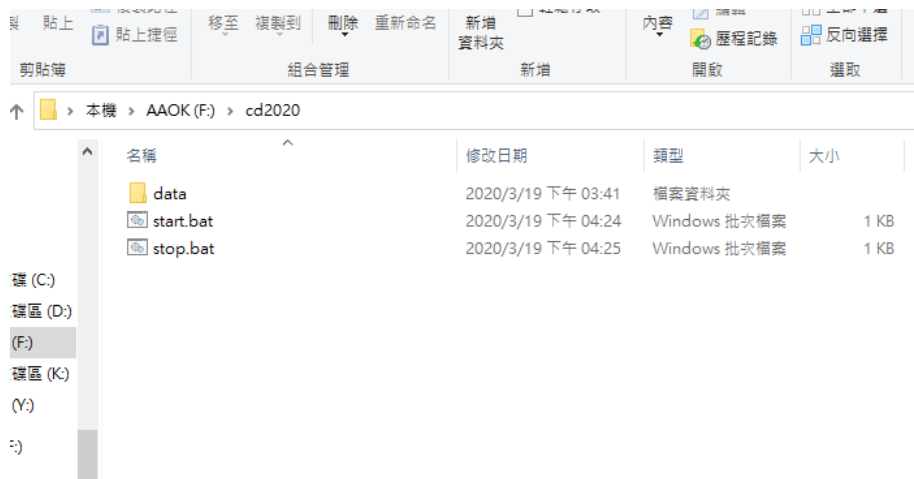 貼上
貼上捷徑
移至
複製到
刪除
重新命名
新增
資料夾
內容
歷程記錄
反向選擇
剪貼簿
組合管理
新增
開啟
選取
本機 › AAOK (F:) › cd2020
名稱 修改日期 類型 大小
data 2020/3/19 下午 03:41 檔案資料夾
start.bat 2020/3/19 下午 04:24 Windows 批次檔案 1 KB
stop.bat 2020/3/19 下午 04:25 Windows 批次檔案 1 KB
碟 (C:)
碟區 (D:)
(F:)
碟區 (K:)
(Y:)
F:)